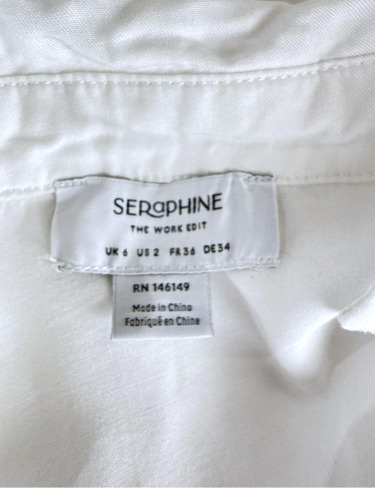 SERaPHINE
THE WORK EDIT
UK 6 US 2 FR 36 DE 34
RN 146149
Made in China
Fabriqué en Chine